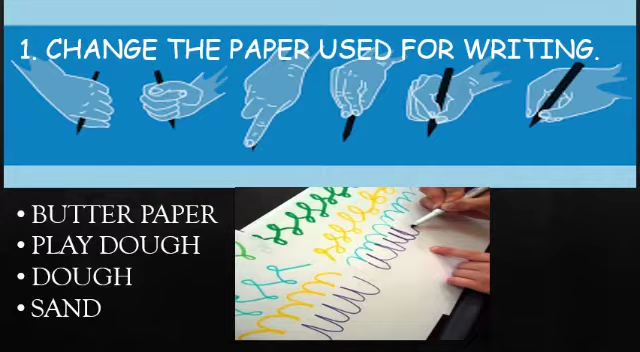 1. CHANGE THE PAPER USED FOR WRITING.
• BUTTER PAPER
• PLAY DOUGH
• DOUGH
• SAND